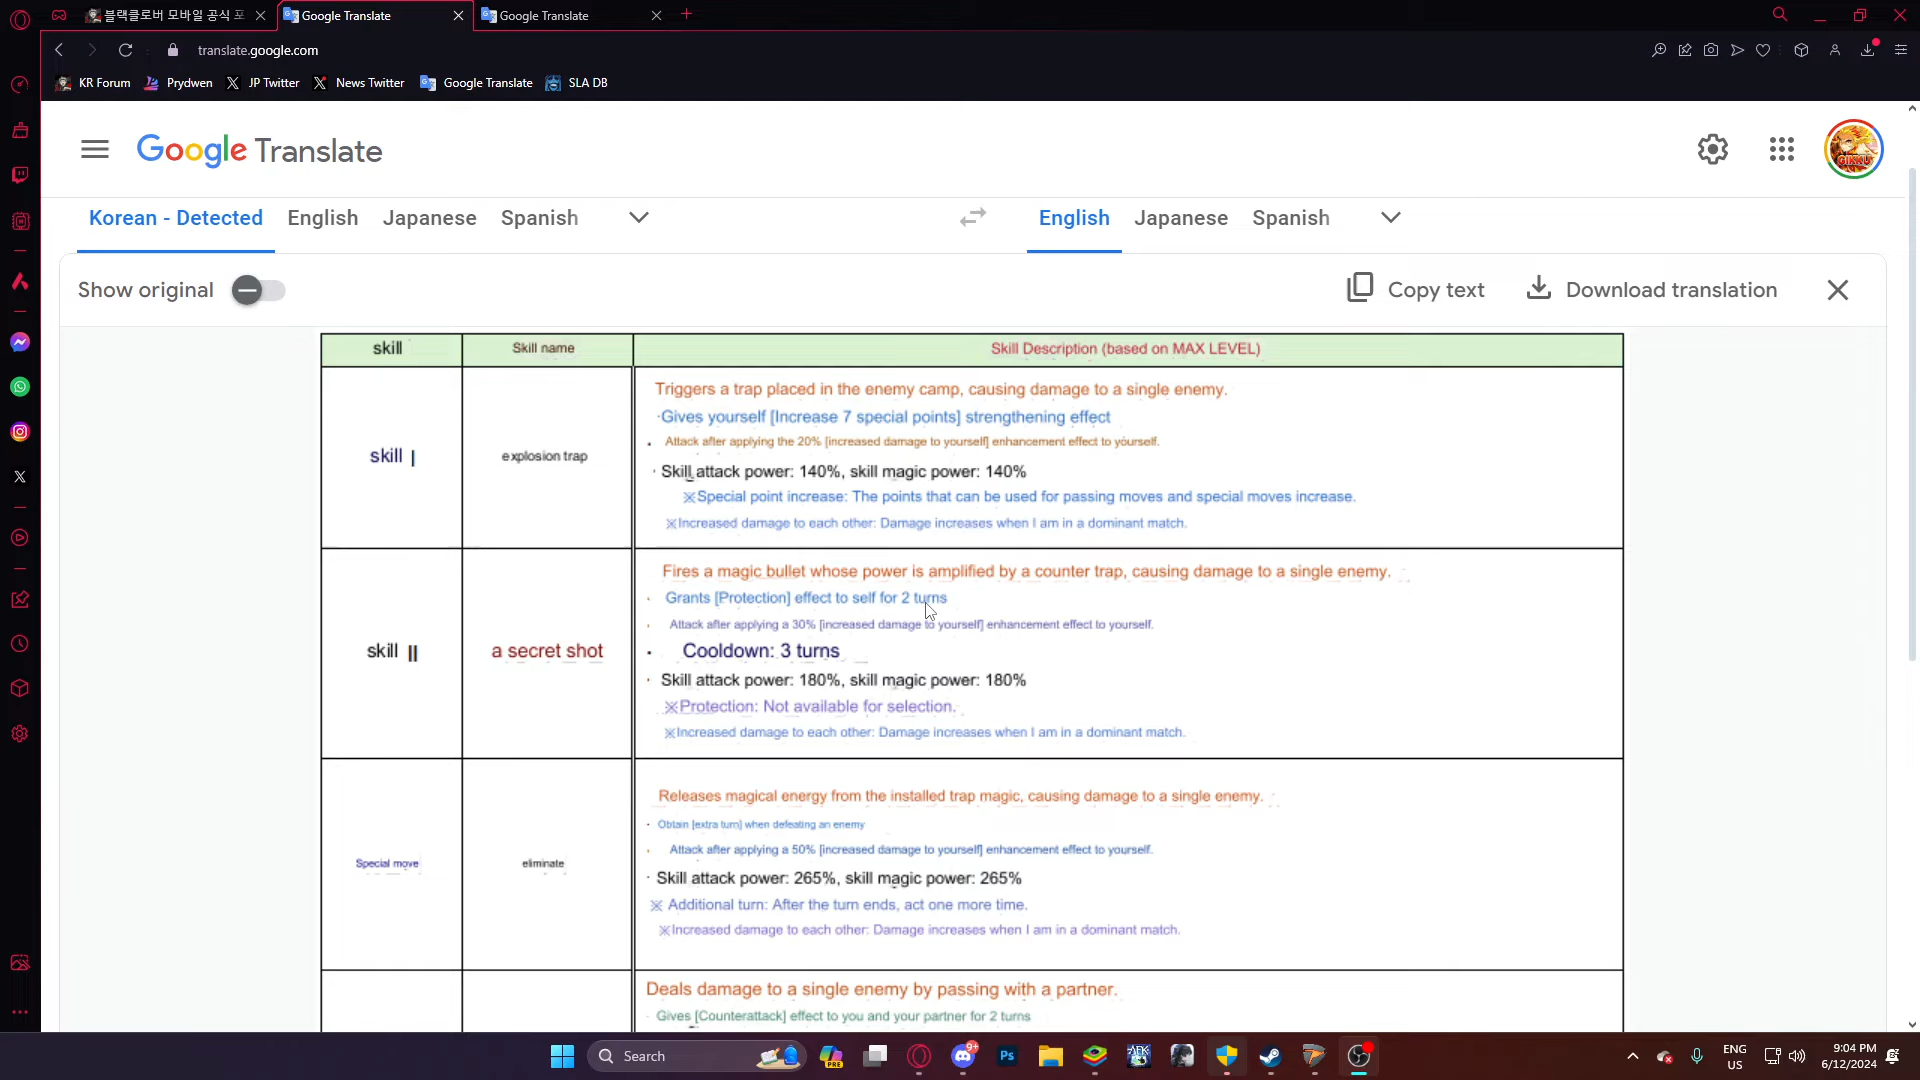 블랙클로버 모바일 공식 포
Google Translate
Google Translate
translate.google.com
KR Forum
Prydwen
JP Twitter
News Twitter
Google Translate
SLA DB
Google Translate
GINKU
Korean - Detected
English
Japanese
Spanish
English
Japanese
Spanish
Show original
Copy text
Download translation
skill
Skill name
Skill Description (based on MAX LEVEL)
skill |
explosion trap
Triggers a trap placed in the enemy camp, causing damage to a single enemy.
·Gives yourself [Increase 7 special points] strengthening effect
· Attack after applying the 20% [increased damage to yourself] enhancement effect to yourself.
· Skill attack power: 140%, skill magic power: 140%
※Special point increase: The points that can be used for passing moves and special moves increase.
※Increased damage to each other: Damage increases when I am in a dominant match.
skill ||
a secret shot
Fires a magic bullet whose power is amplified by a counter trap, causing damage to a single enemy.
· Grants [Protection] effect to self for 2 turns
· Attack after applying a 30% [increased damage to yourself] enhancement effect to yourself.
· Cooldown: 3 turns
· Skill attack power: 180%, skill magic power: 180%
※Protection: Not available for selection.
※Increased damage to each other: Damage increases when I am in a dominant match.
Special move
eliminate
Releases magical energy from the installed trap magic, causing damage to a single enemy.
· Obtain [extra turn] when defeating an enemy
· Attack after applying a 50% [increased damage to yourself] enhancement effect to yourself.
· Skill attack power: 265%, skill magic power: 265%
※ Additional turn: After the turn ends, act one more time.
※Increased damage to each other: Damage increases when I am in a dominant match.
Deals damage to a single enemy by passing with a partner.
· Gives [Counterattack] effect to you and your partner for 2 turns
Search
PRE
9+
Ps
AFK
ENG
US
9:04 PM
6/12/2024